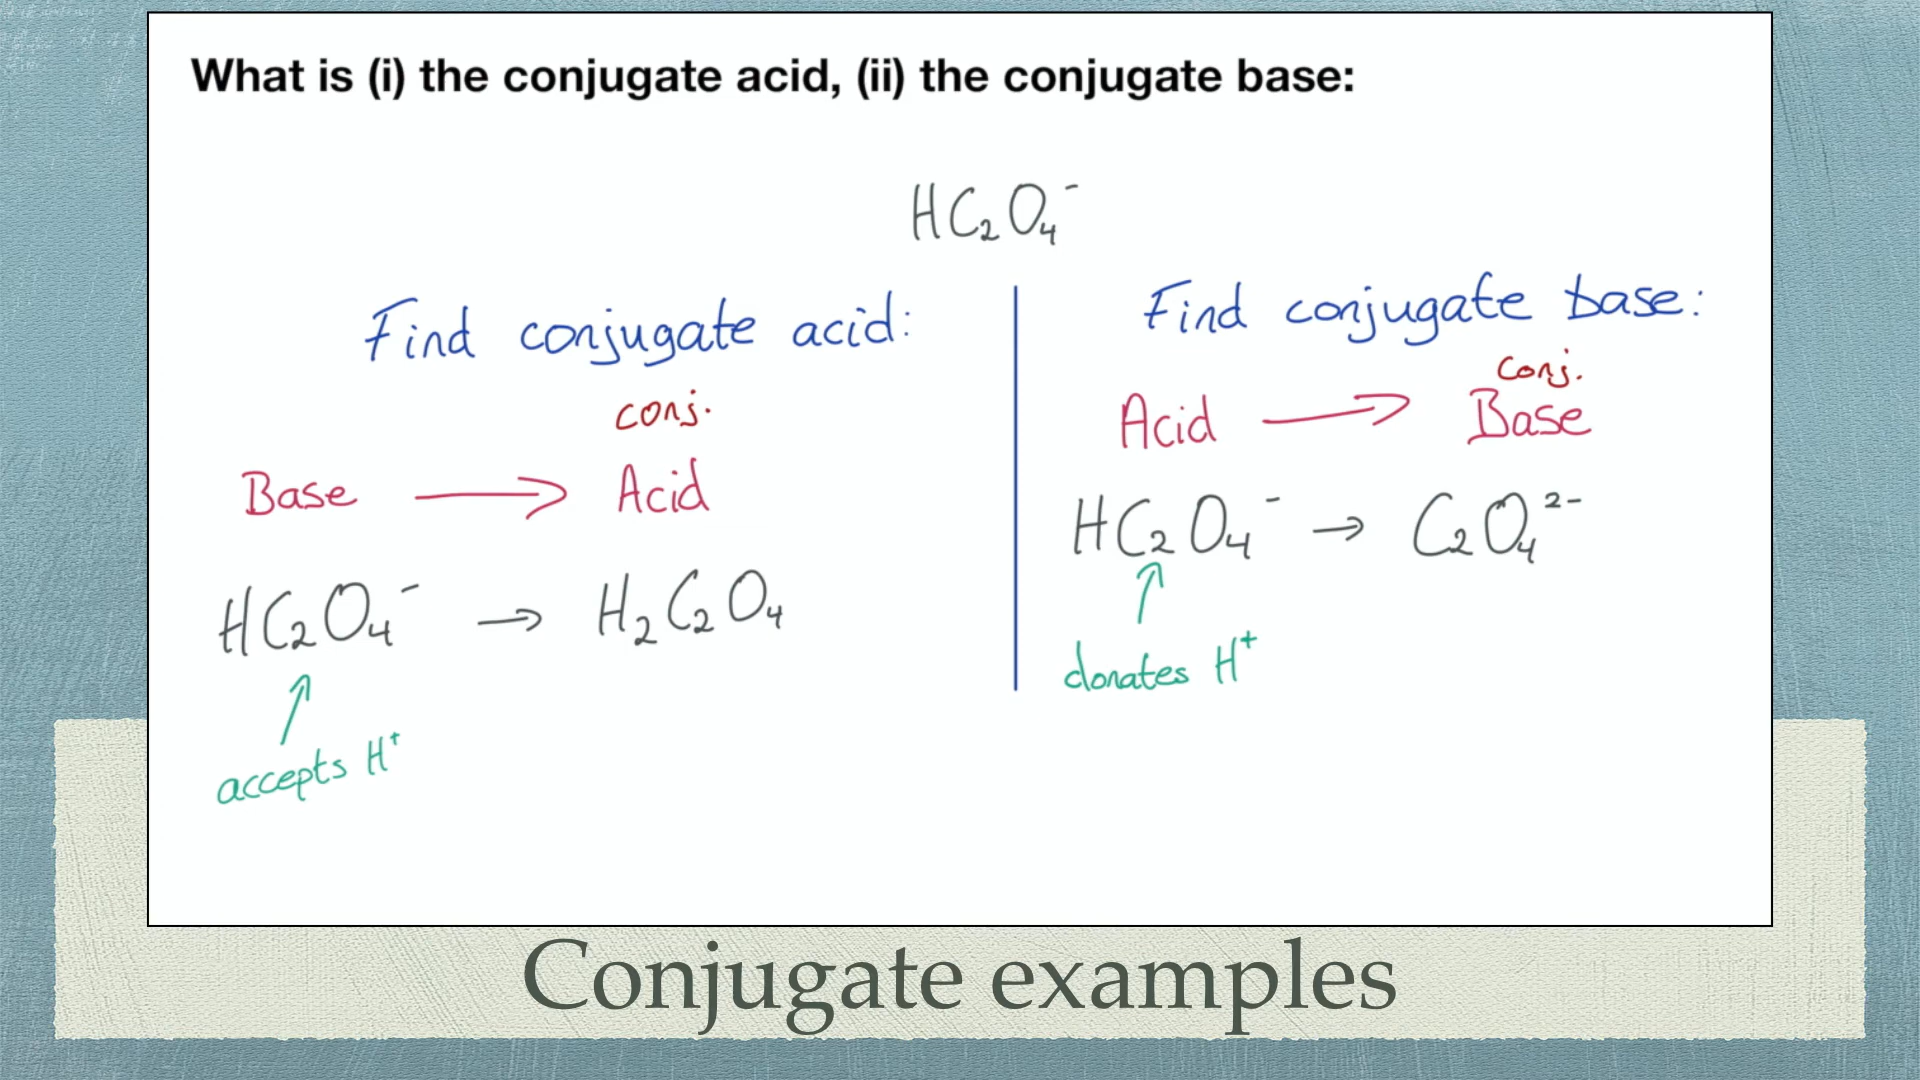 What is (i) the conjugate acid, (ii) the conjugate base:
HC₂O₄⁻
Find conjugate acid:
conj.
Base → Acid
HC₂O₄⁻ → H₂C₂O₄
↑
accepts H⁺
Find conjugate base:
conj.
Acid → Base
HC₂O₄⁻ → C₂O₄²⁻
↑
donates H⁺
Conjugate examples